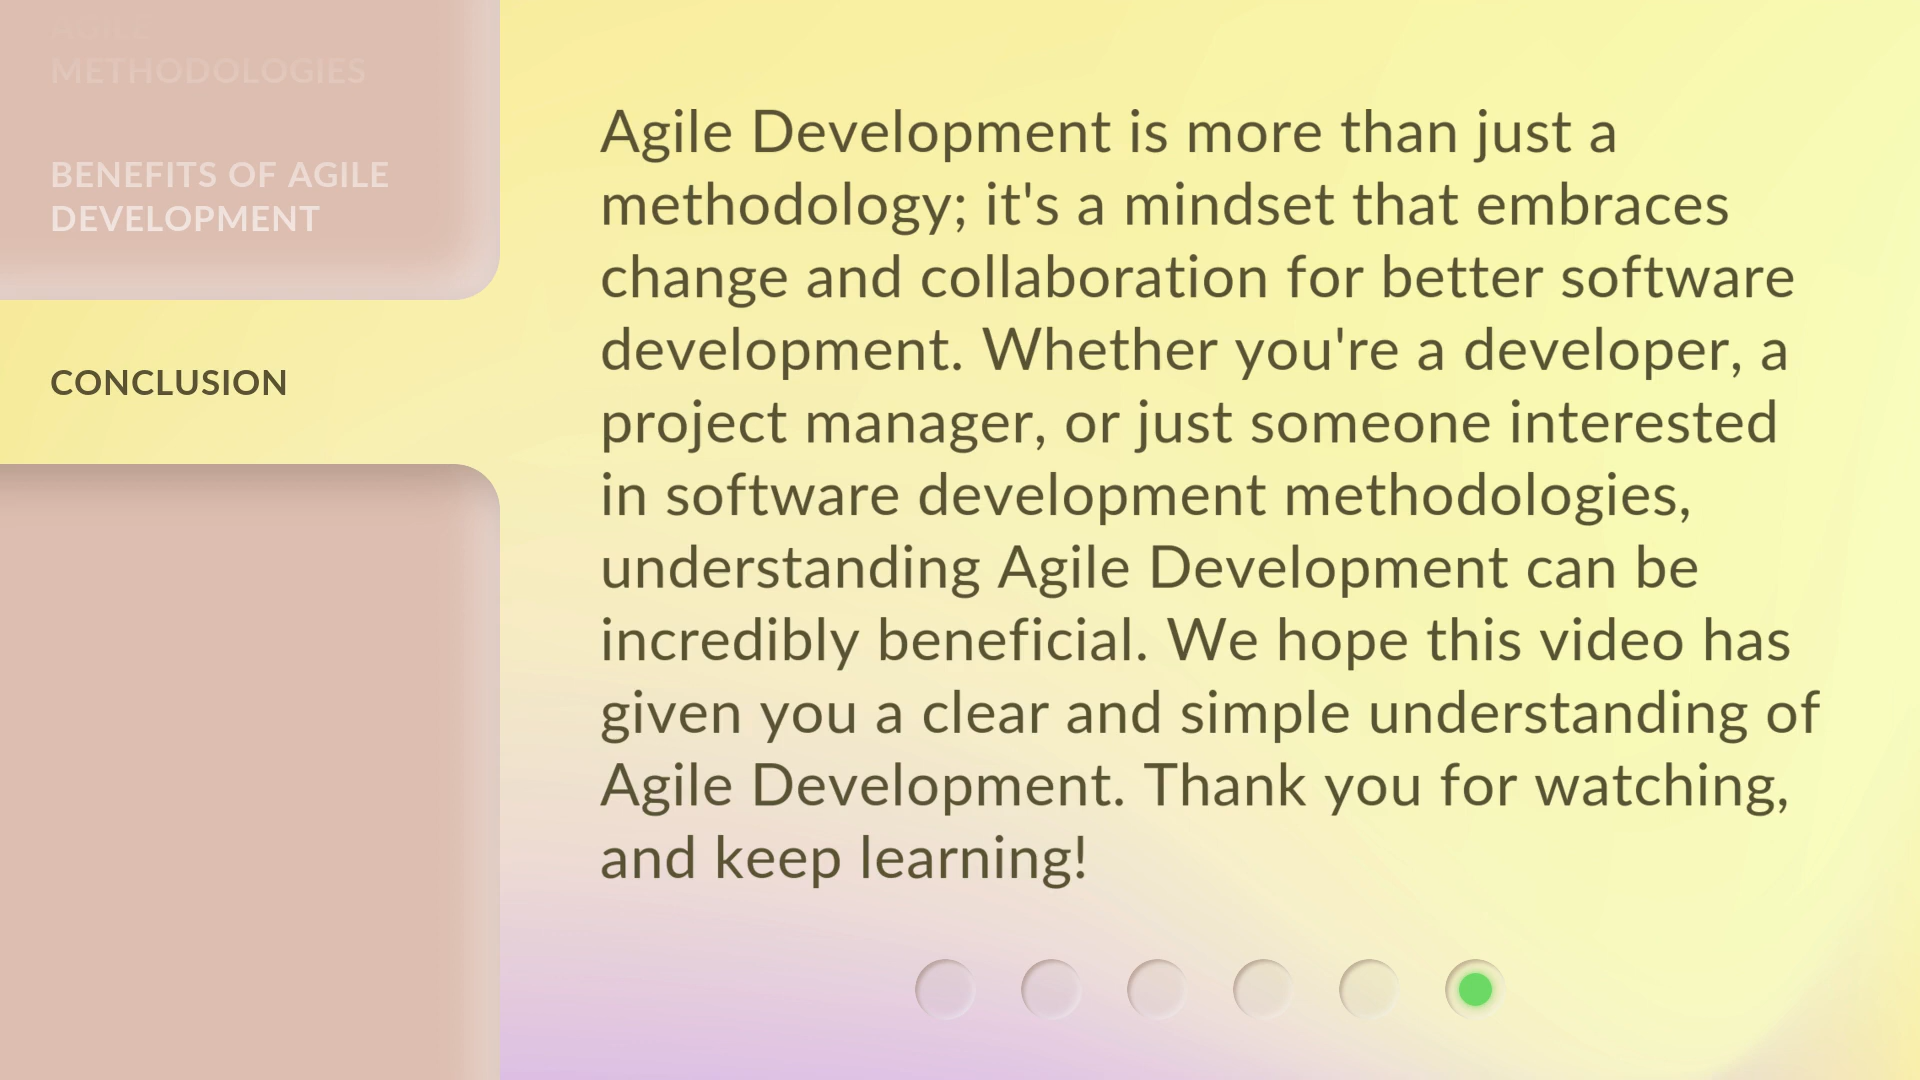 AGILE
METHODOLOGIES
BENEFITS OF AGILE
DEVELOPMENT
CONCLUSION
Agile Development is more than just a
methodology; it's a mindset that embraces
change and collaboration for better software
development. Whether you're a developer, a
project manager, or just someone interested
in software development methodologies,
understanding Agile Development can be
incredibly beneficial. We hope this video has
given you a clear and simple understanding of
Agile Development. Thank you for watching,
and keep learning!